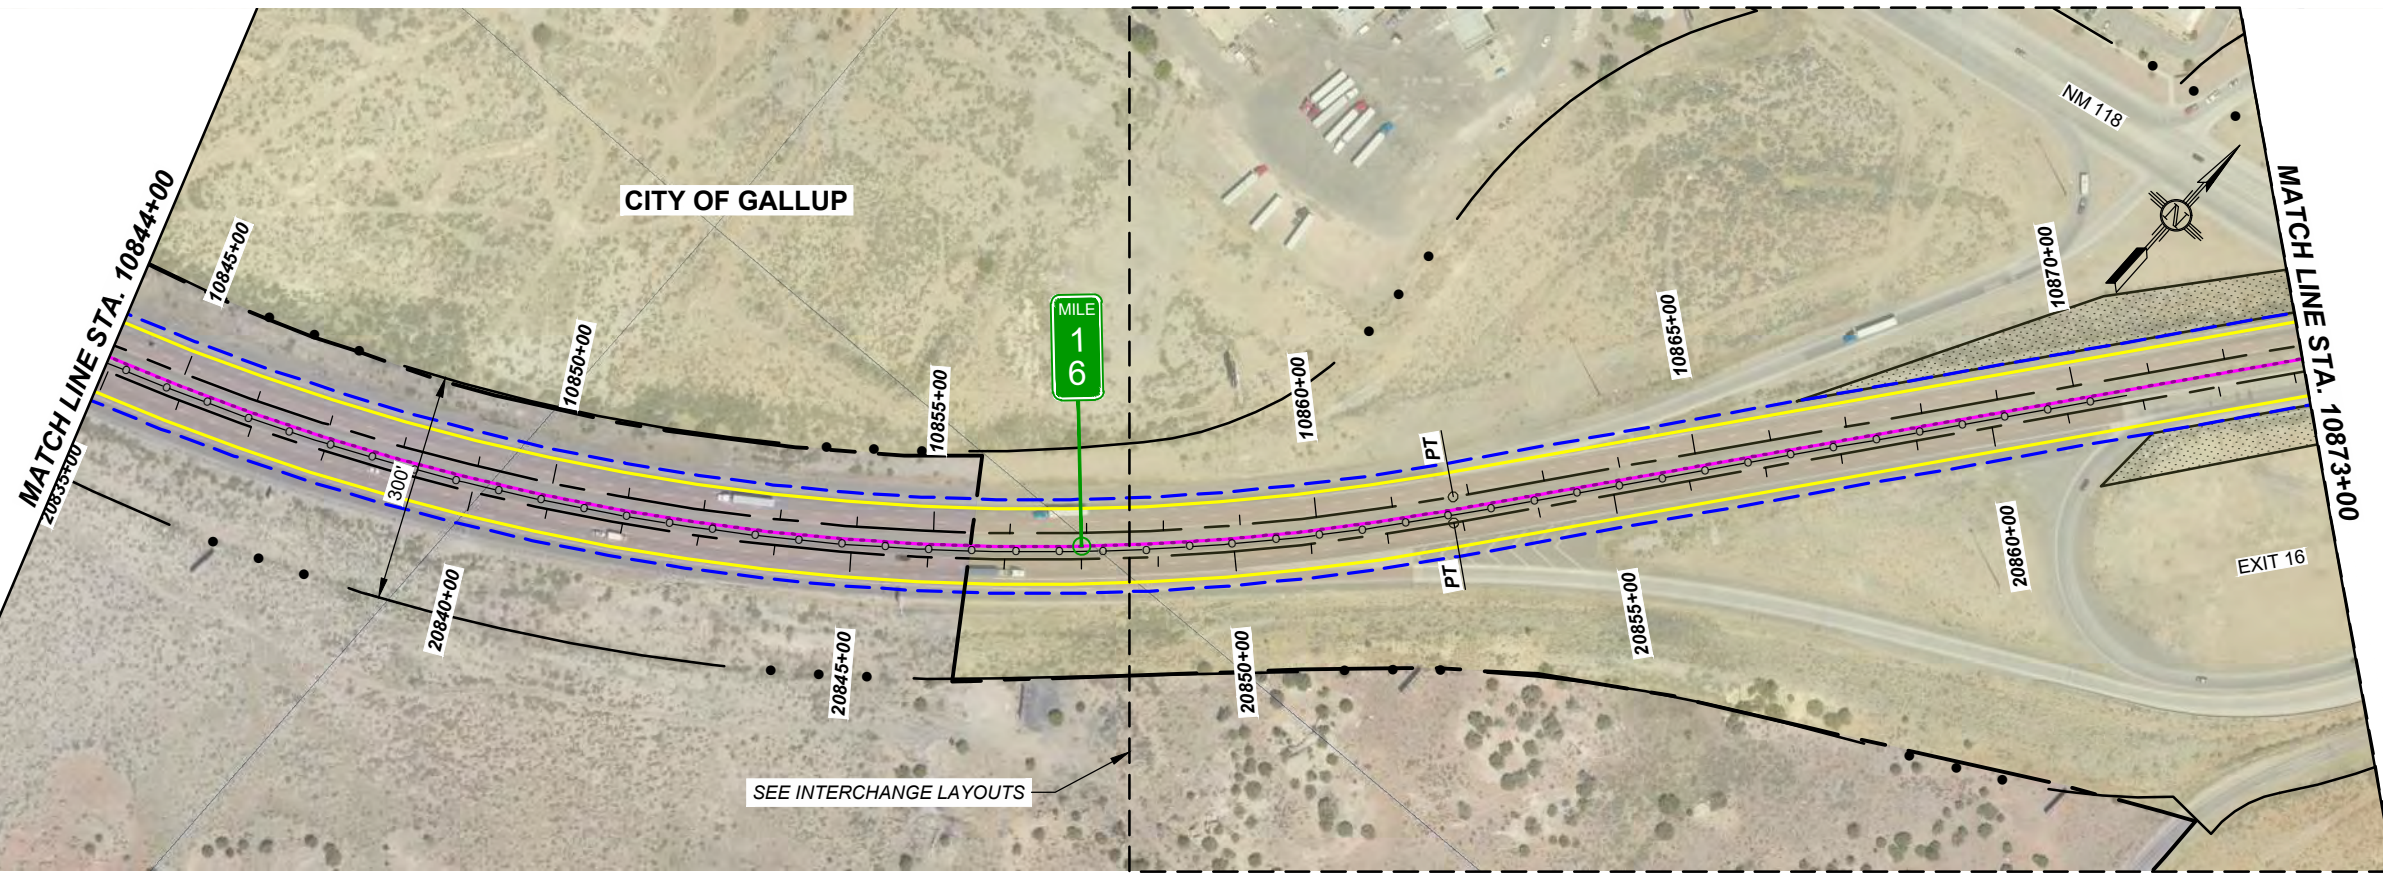 MATCH LINE STA. 10844+00
10845+00
10850+00
10855+00
10860+00
10865+00
10870+00
MATCH LINE STA. 10873+00
CITY OF GALLUP
NM 118
N
MILE
1
6
300'
PT
PT
20835+00
20840+00
20845+00
20850+00
20855+00
20860+00
EXIT 16
SEE INTERCHANGE LAYOUTS